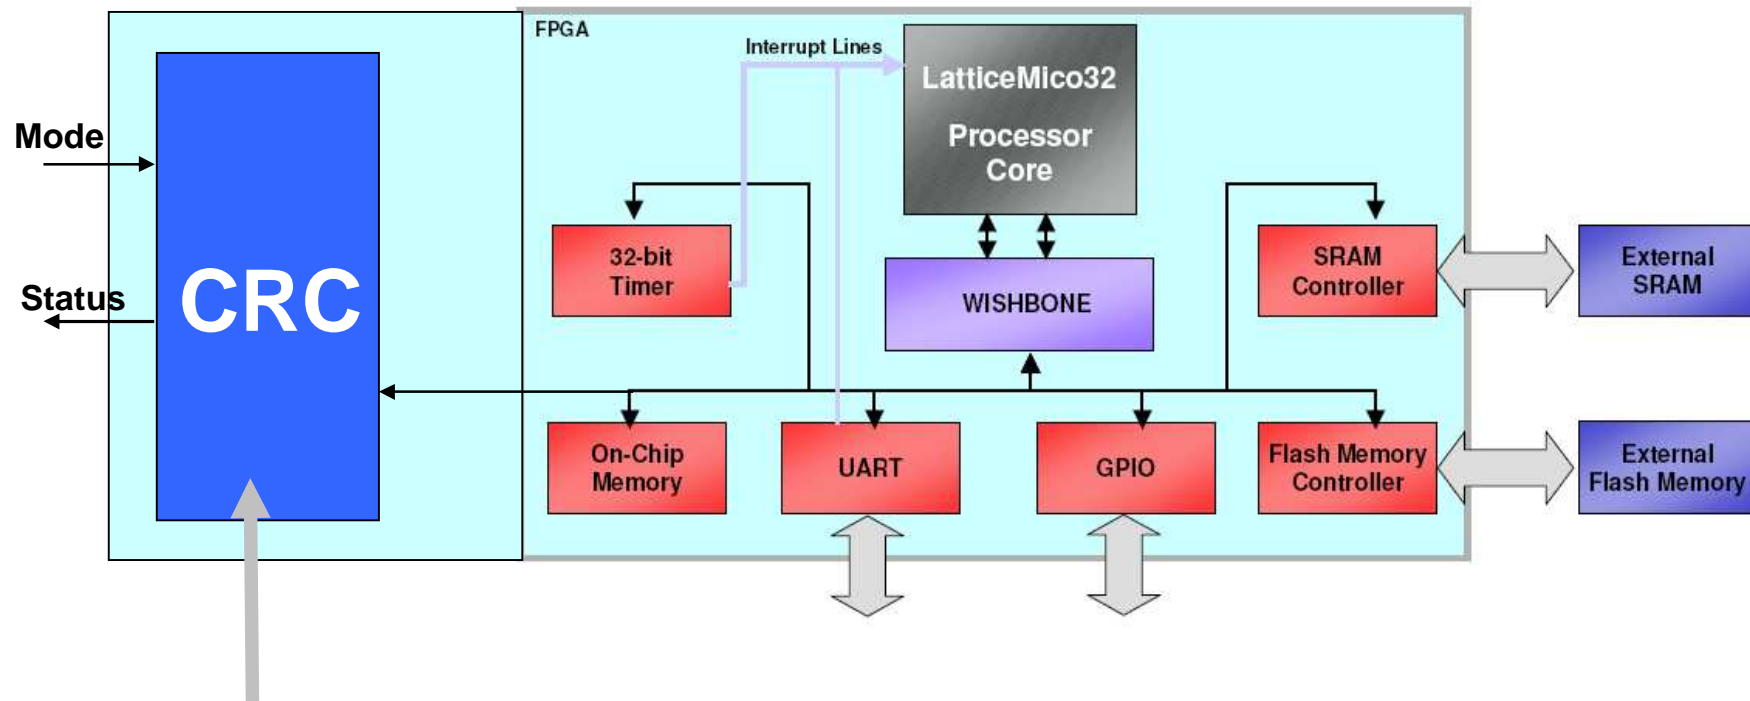 FPGA
Interrupt Lines
LatticeMico32
Processor
Core
Mode
Status
CRC
32-bit
Timer
WISHBONE
SRAM
Controller
External
SRAM
On-Chip
Memory
UART
GPIO
Flash Memory
Controller
External
Flash Memory